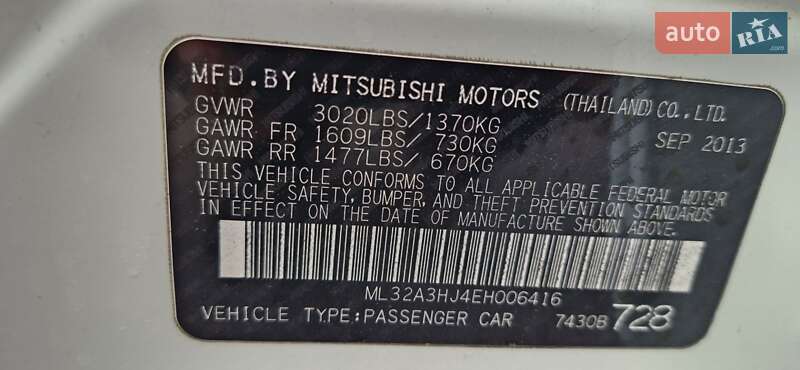 auto RIA
MFD. BY MITSUBISHI MOTORS (THAILAND) CO., LTD.
GVWR 3020LBS/1370KG
GAWR FR 1609LBS/ 730KG SEP 2013
GAWR RR 1477LBS/ 670KG
THIS VEHICLE CONFORMS TO ALL APPLICABLE FEDERAL MOTOR
VEHICLE SAFETY, BUMPER, AND THEFT PREVENTION STANDARDS
IN EFFECT ON THE DATE OF MANUFACTURE SHOWN ABOVE.
ML32A3HJ4EH006416
VEHICLE TYPE:PASSENGER CAR 7430B 728